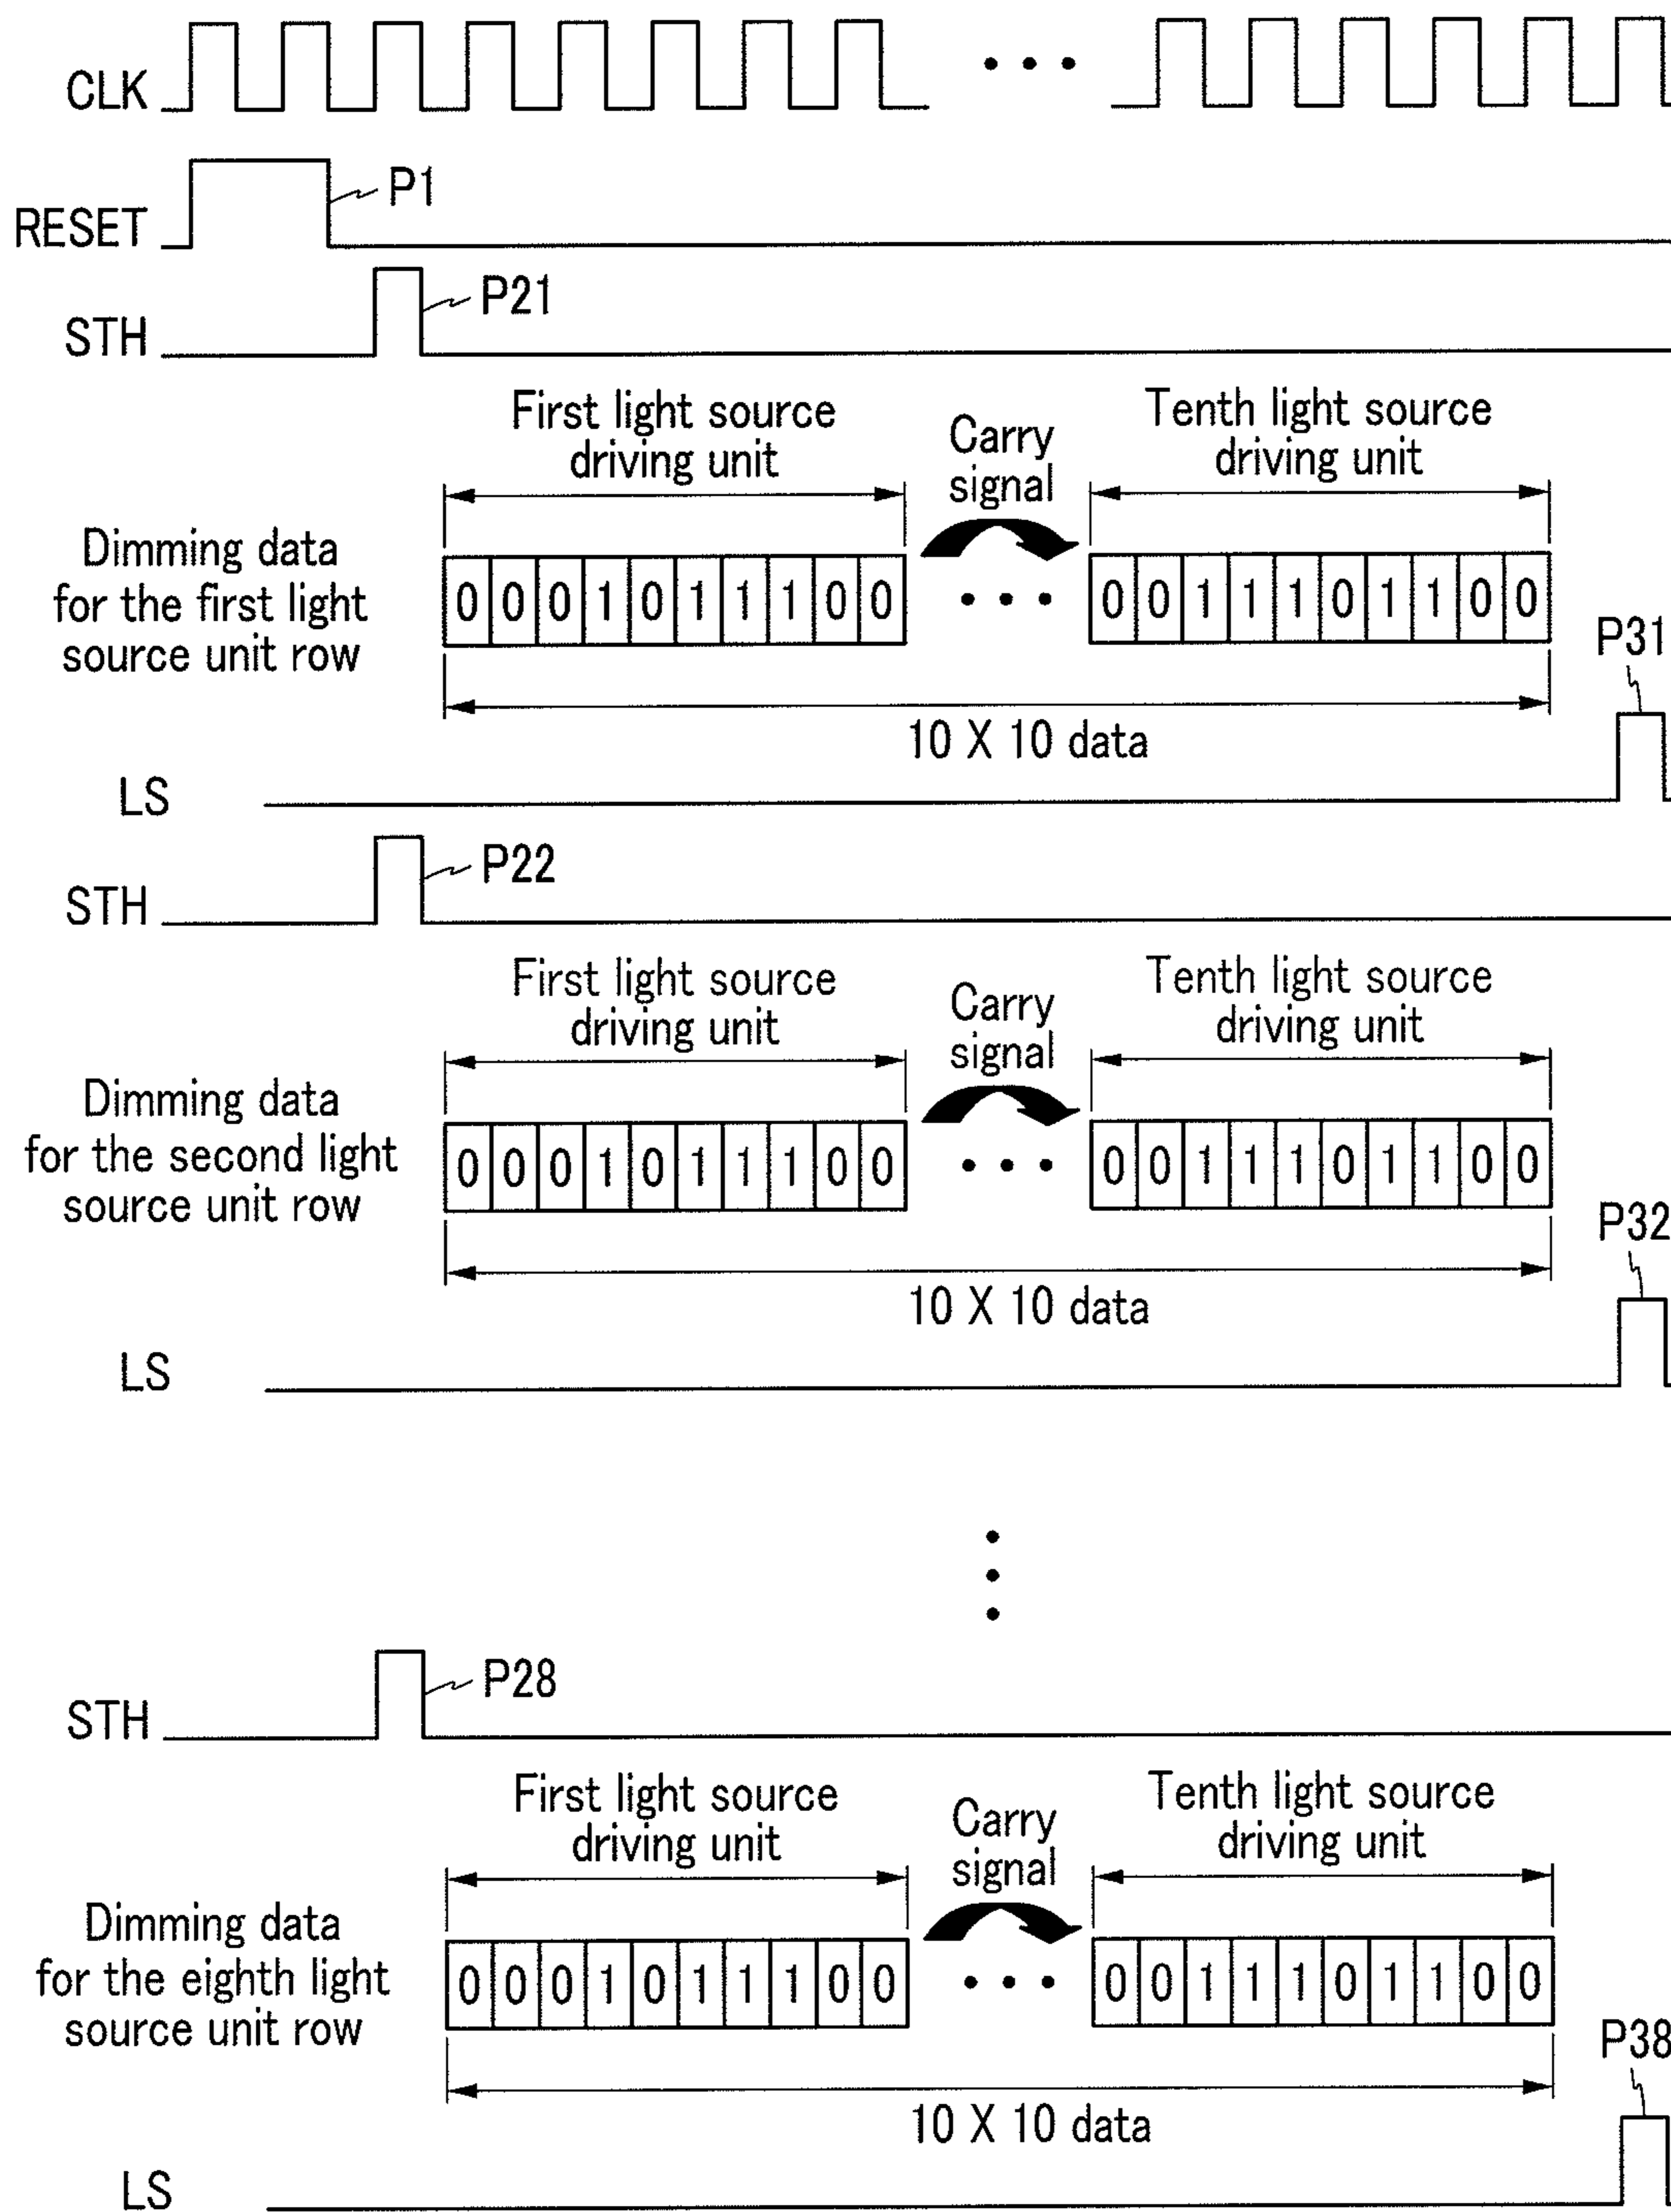 CLK
P1
RESET
P21
STH
First light source
driving unit
Carry
signal
Tenth light source
driving unit
Dimming data
for the first light
source unit row
0 0 0 1 0 1 1 1 0 0
0 0 1 1 1 0 1 1 0 0
P31
10 X 10 data
LS
P22
STH
First light source
driving unit
Carry
signal
Tenth light source
driving unit
Dimming data
for the second light
source unit row
0 0 0 1 0 1 1 1 0 0
0 0 1 1 1 0 1 1 0 0
P32
10 X 10 data
LS
P28
STH
First light source
driving unit
Carry
signal
Tenth light source
driving unit
Dimming data
for the eighth light
source unit row
0 0 0 1 0 1 1 1 0 0
0 0 1 1 1 0 1 1 0 0
P38
10 X 10 data
LS